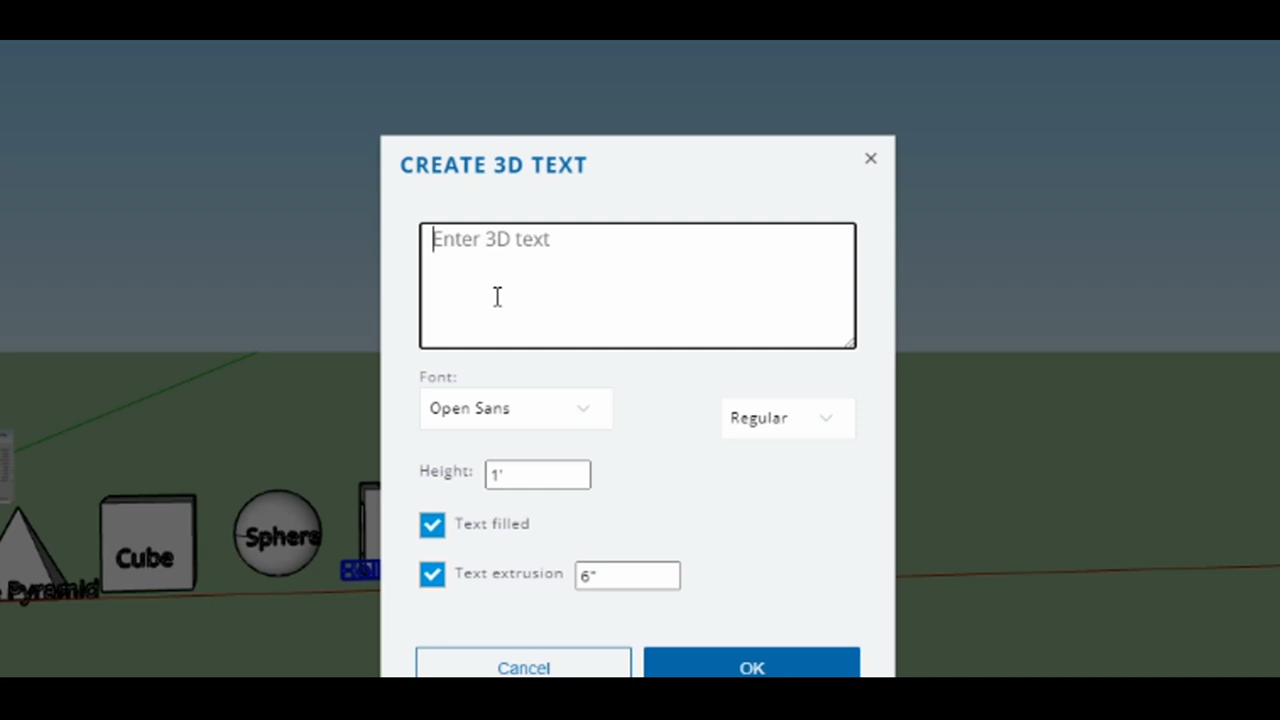 CREATE 3D TEXT
Enter 3D text
Font:
Open Sans
Regular
Height: 1'
Text filled
Text extrusion 6"
Cancel
OK
Cube
Sphere
Pyramid